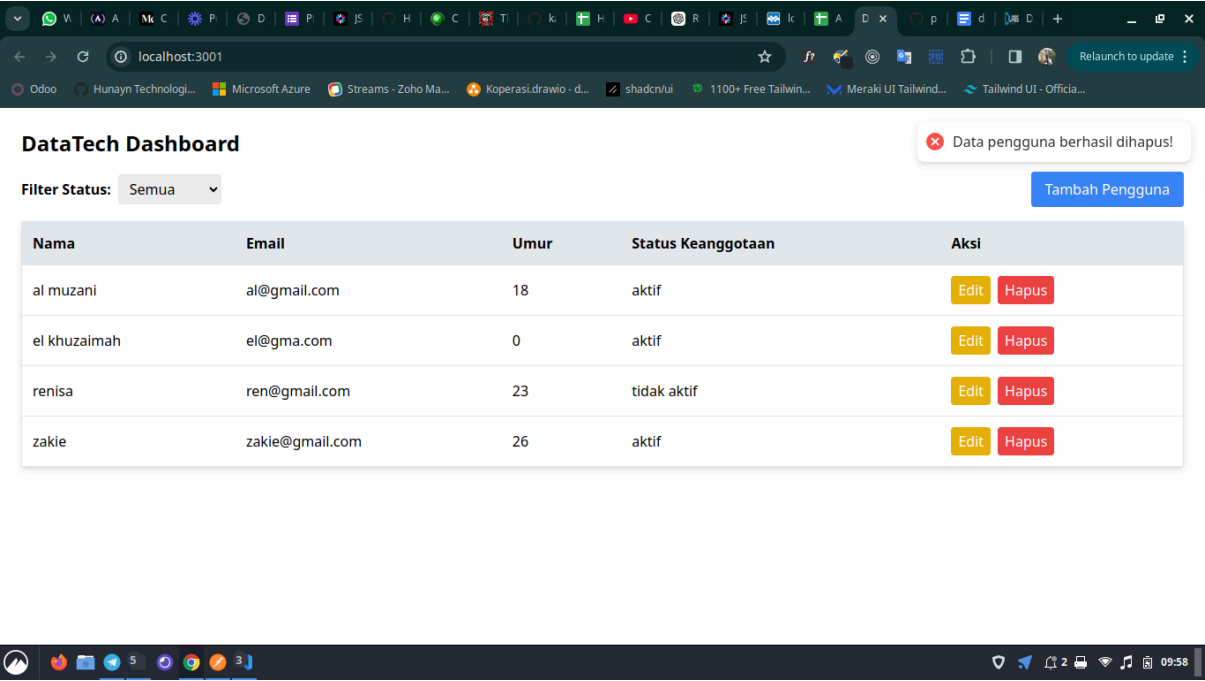 localhost:3001
Relaunch to update
Odoo Hunayn Technologi... Microsoft Azure Streams - Zoho Ma... Koperasi.drawio - d... shadcn/ui 1100+ Free Tailwin... Meraki UI Tailwind... Tailwind UI - Officia...
DataTech Dashboard
Data pengguna berhasil dihapus!
Filter Status: Semua
Tambah Pengguna
Nama Email Umur Status Keanggotaan Aksi
al muzani al@gmail.com 18 aktif Edit Hapus
el khuzaimah el@gma.com 0 aktif Edit Hapus
renisa ren@gmail.com 23 tidak aktif Edit Hapus
zakie zakie@gmail.com 26 aktif Edit Hapus
5 3 2 09:58